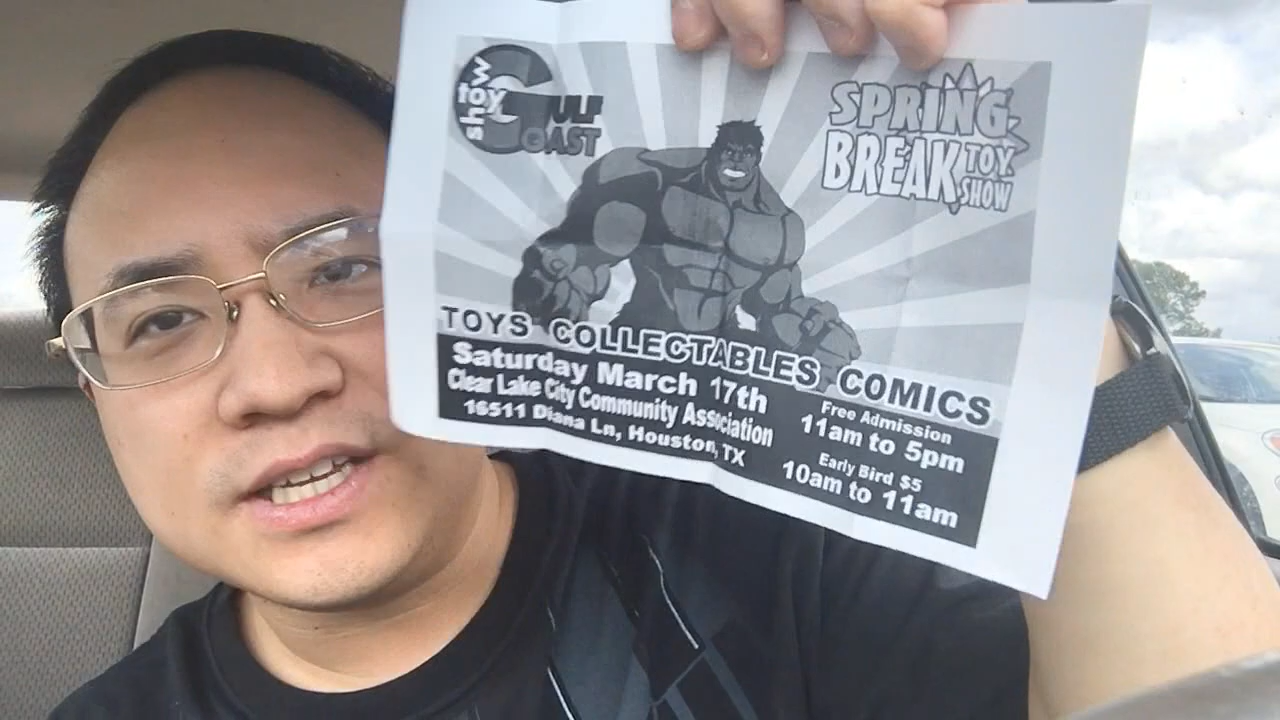 toy show
GULF
COAST
SPRING
BREAK TOY SHOW
TOYS COLLECTABLES COMICS
Saturday March 17th
Clear Lake City Community Association
16511 Diana Ln, Houston, TX
Free Admission
11am to 5pm
Early Bird $5
10am to 11am